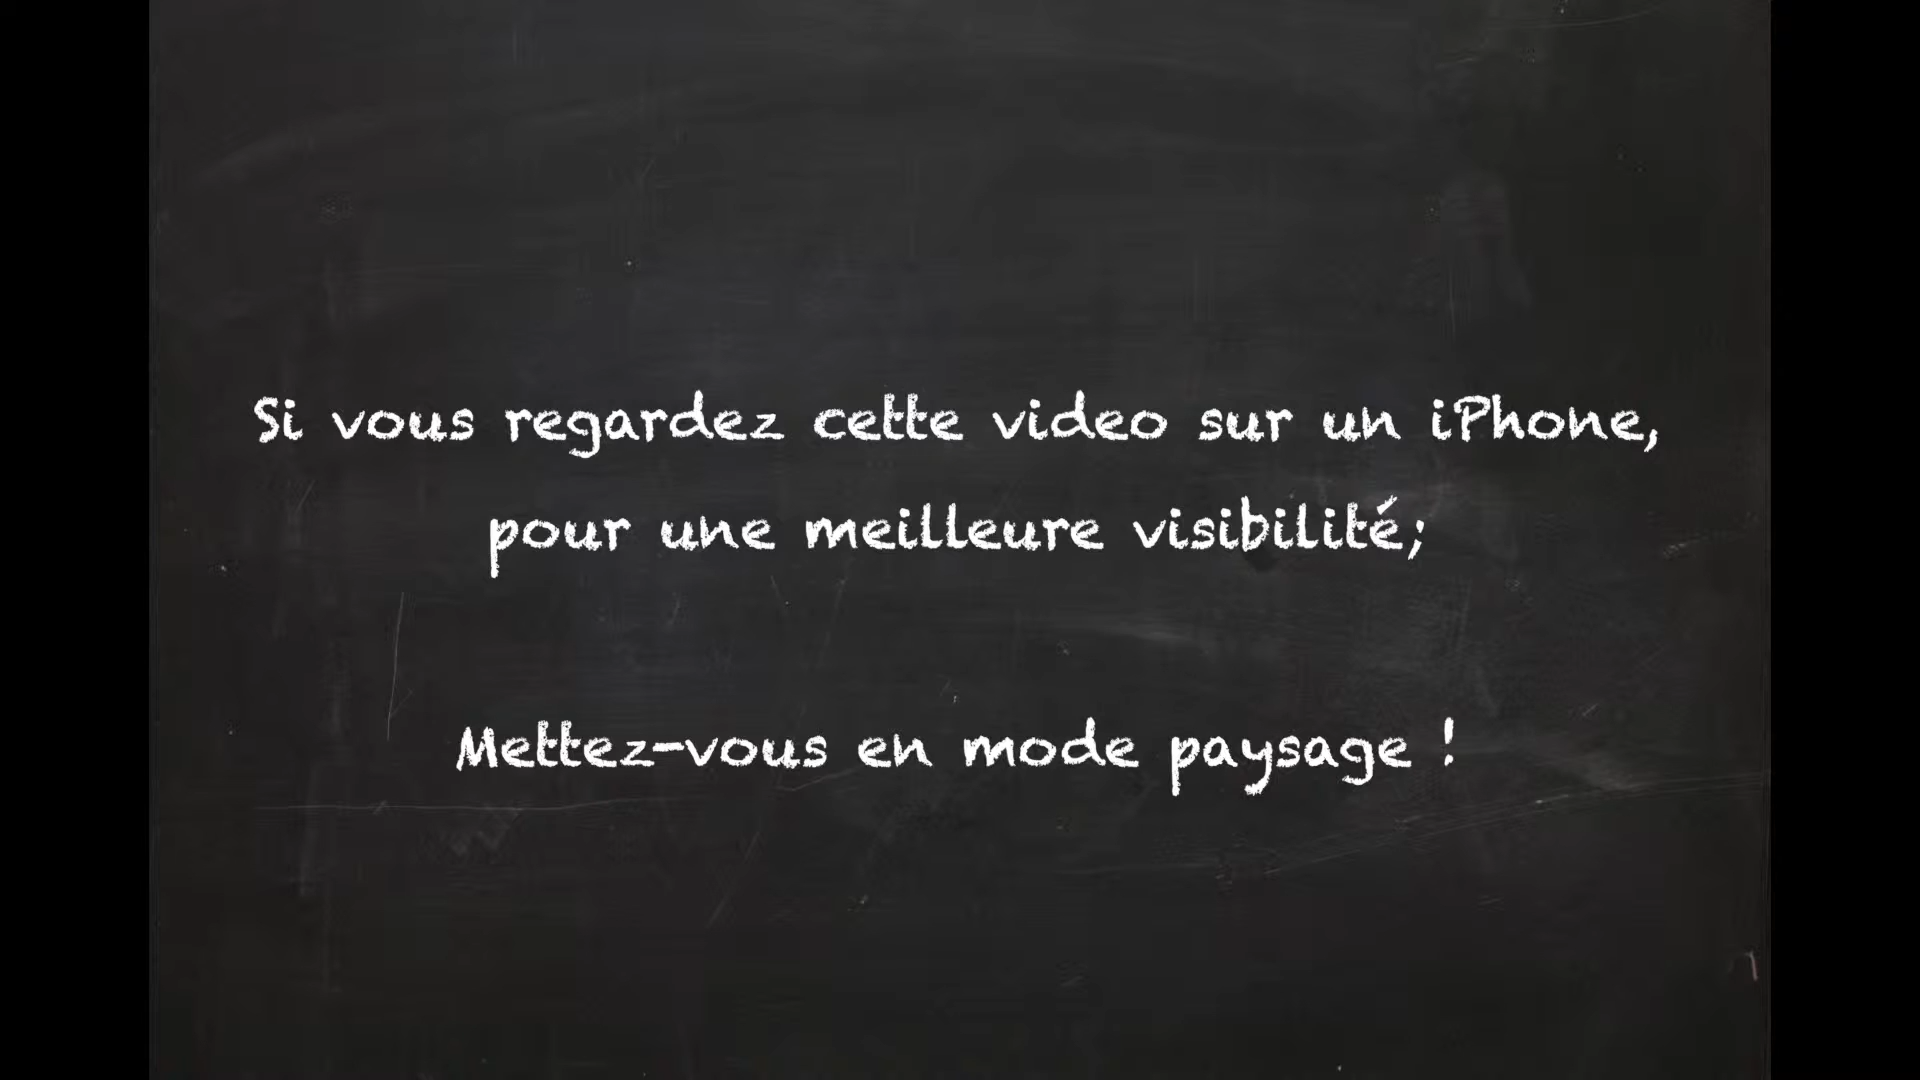 Si vous regardez cette video sur un iPhone,
pour une meilleure visibilité;
Mettez-vous en mode paysage !